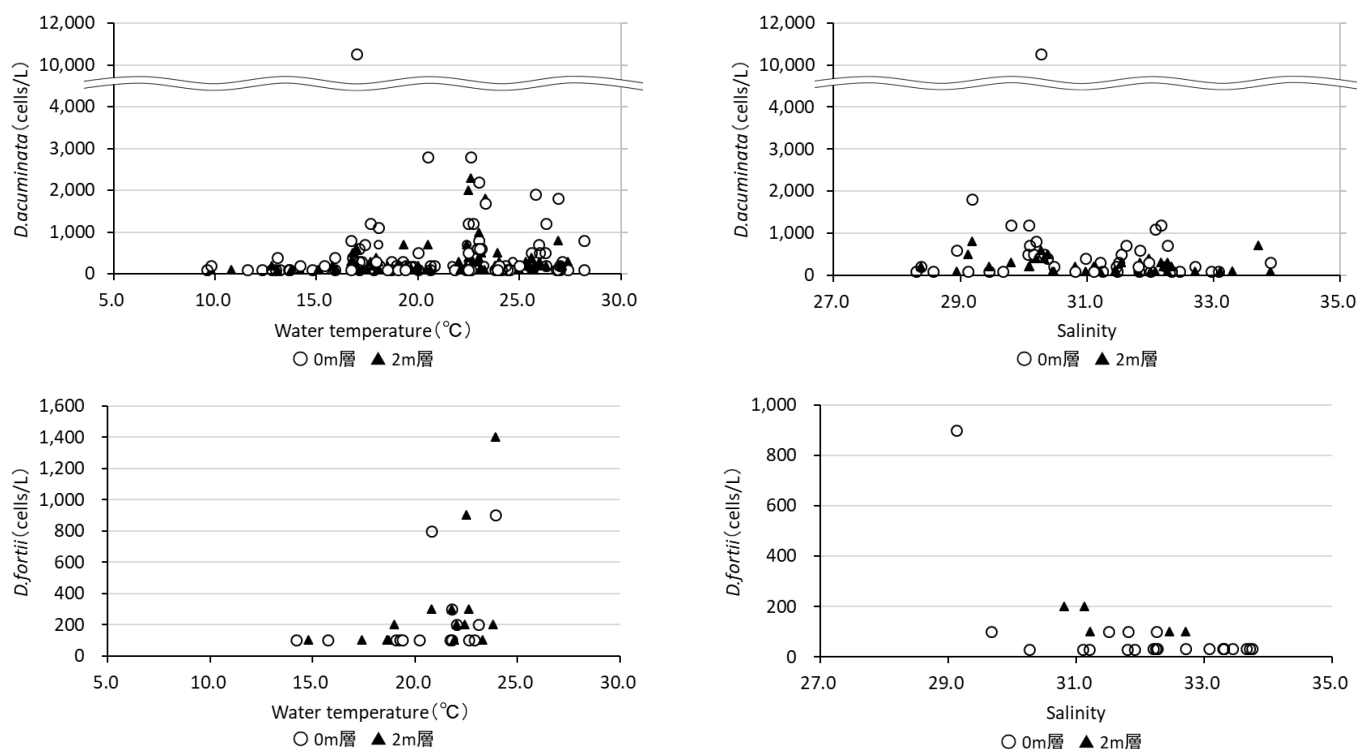 12,000
10,000
4,000
3,000
2,000
1,000
0
D.acuminata(cells/L)
5.0 10.0 15.0 20.0 25.0 30.0
Water temperature(℃)
○ 0m層 ▲ 2m層
12,000
10,000
4,000
3,000
2,000
1,000
0
D.acuminata(cells/L)
27.0 29.0 31.0 33.0 35.0
Salinity
○ 0m層 ▲ 2m層
1,600
1,400
1,200
1,000
800
600
400
200
0
D.fortii(cells/L)
5.0 10.0 15.0 20.0 25.0 30.0
Water temperature(℃)
○ 0m層 ▲ 2m層
1,000
800
600
400
200
0
D.fortii(cells/L)
27.0 29.0 31.0 33.0 35.0
Salinity
○ 0m層 ▲ 2m層